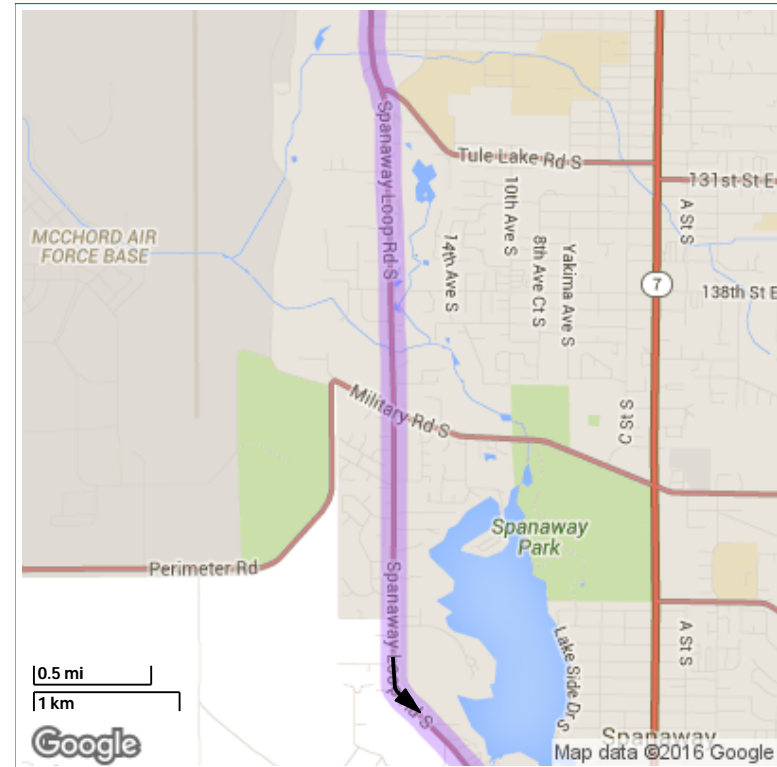 Spanaway Loop Rd S
Tule Lake Rd S
131st St E
10th Ave S
A St S
MCCHORD AIR
FORCE BASE
14th Ave S
8th Ave Ct S
Yakima Ave S
7
138th St E
Military Rd S
C St S
Spanaway
Park
Perimeter Rd
Spanaway Loop Rd S
Lake Side Dr S
A St S
0.5 mi
1 km
Google
Spanaway
Map data ©2016 Google